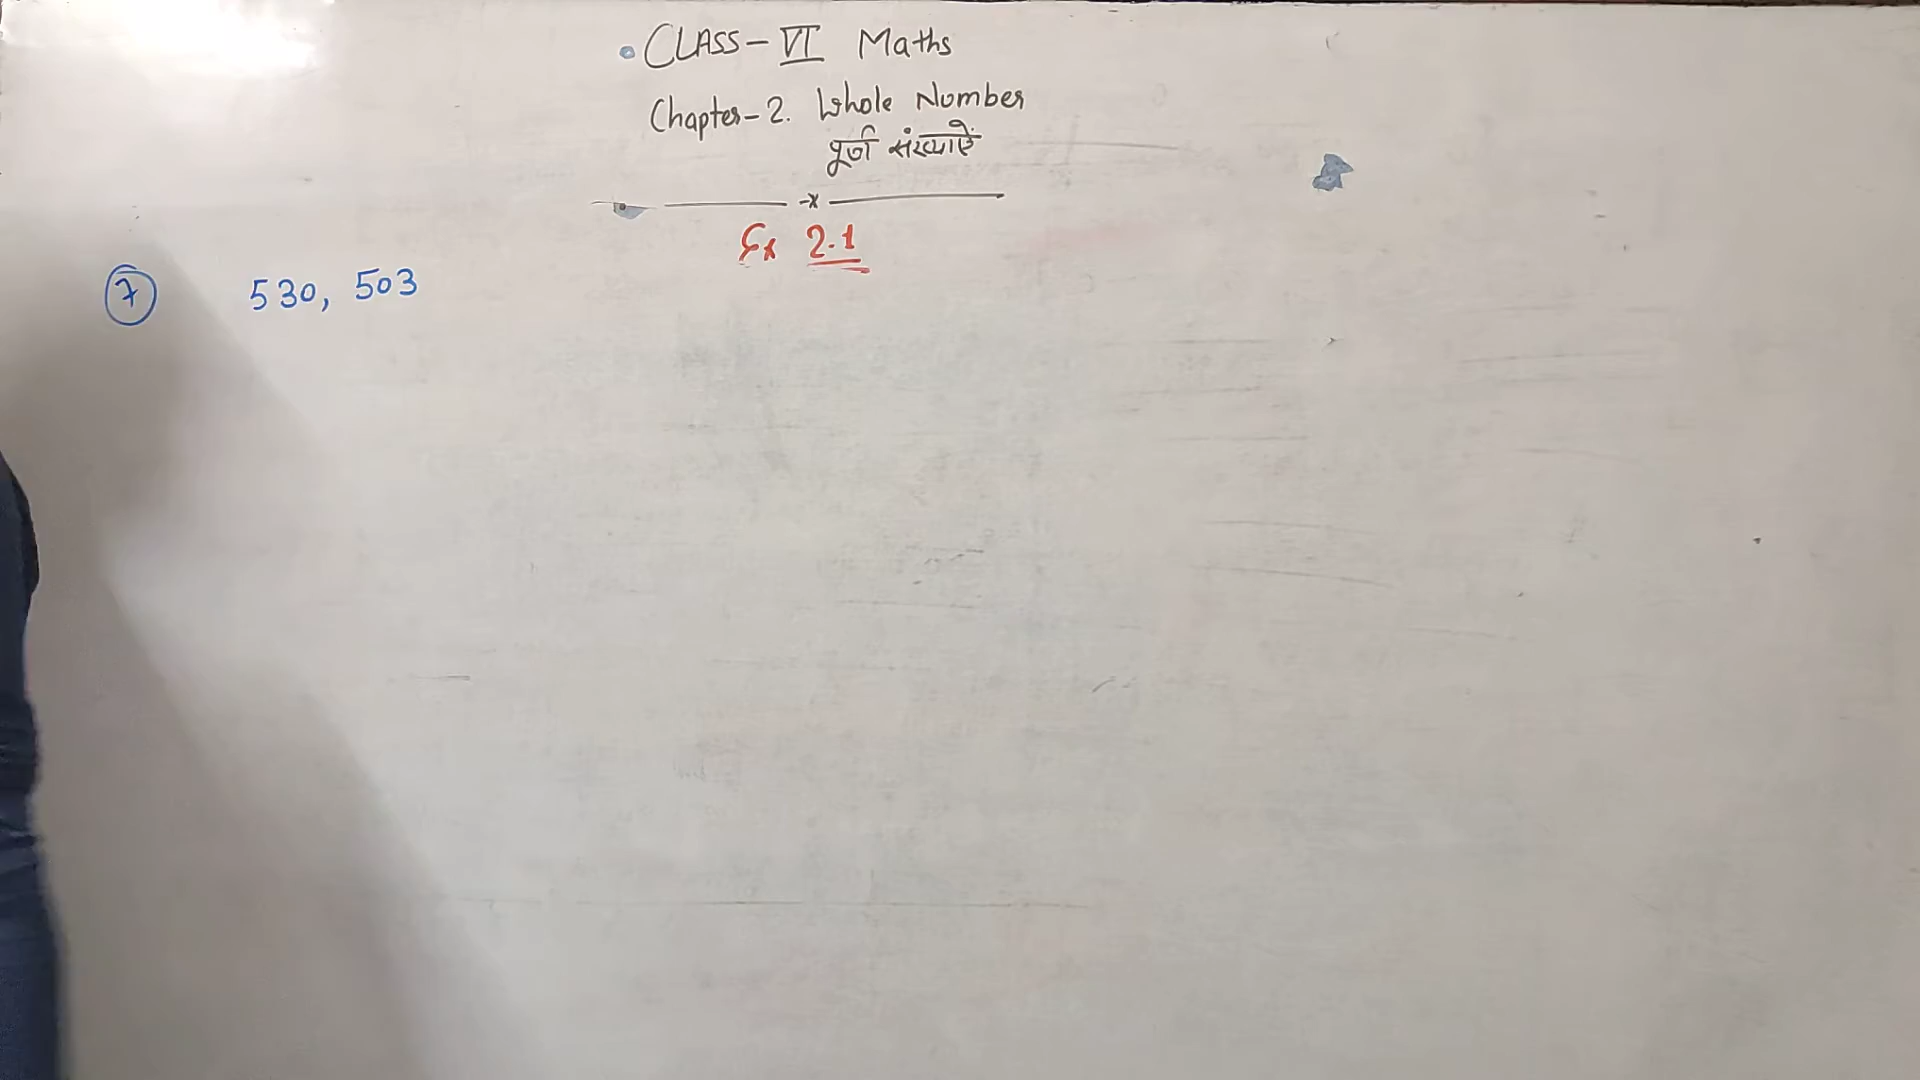 CLASS - VI Maths
Chapter - 2. Whole Number
पूर्ण संख्याएँ
Ex 2.1
7 530, 503